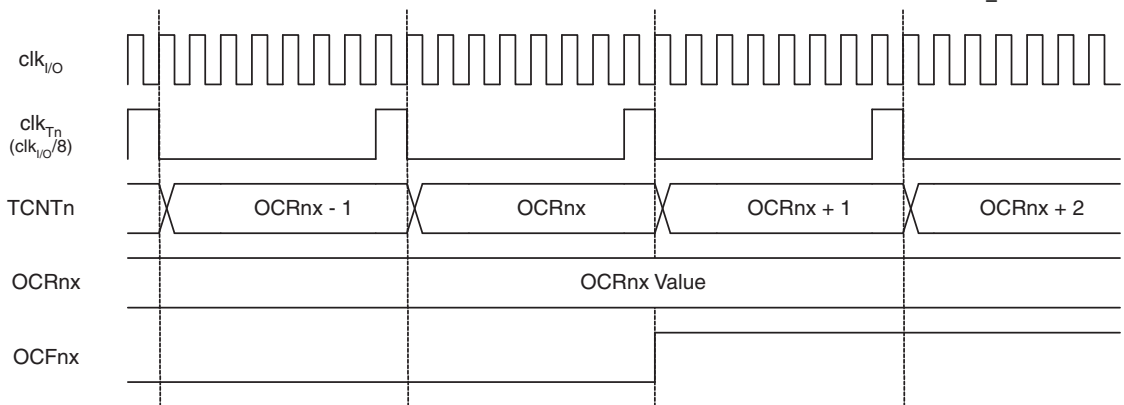 clkI/O
clkTn
(clkI/O/8)
TCNTn OCRnx - 1 OCRnx OCRnx + 1 OCRnx + 2
OCRnx OCRnx Value
OCFnx